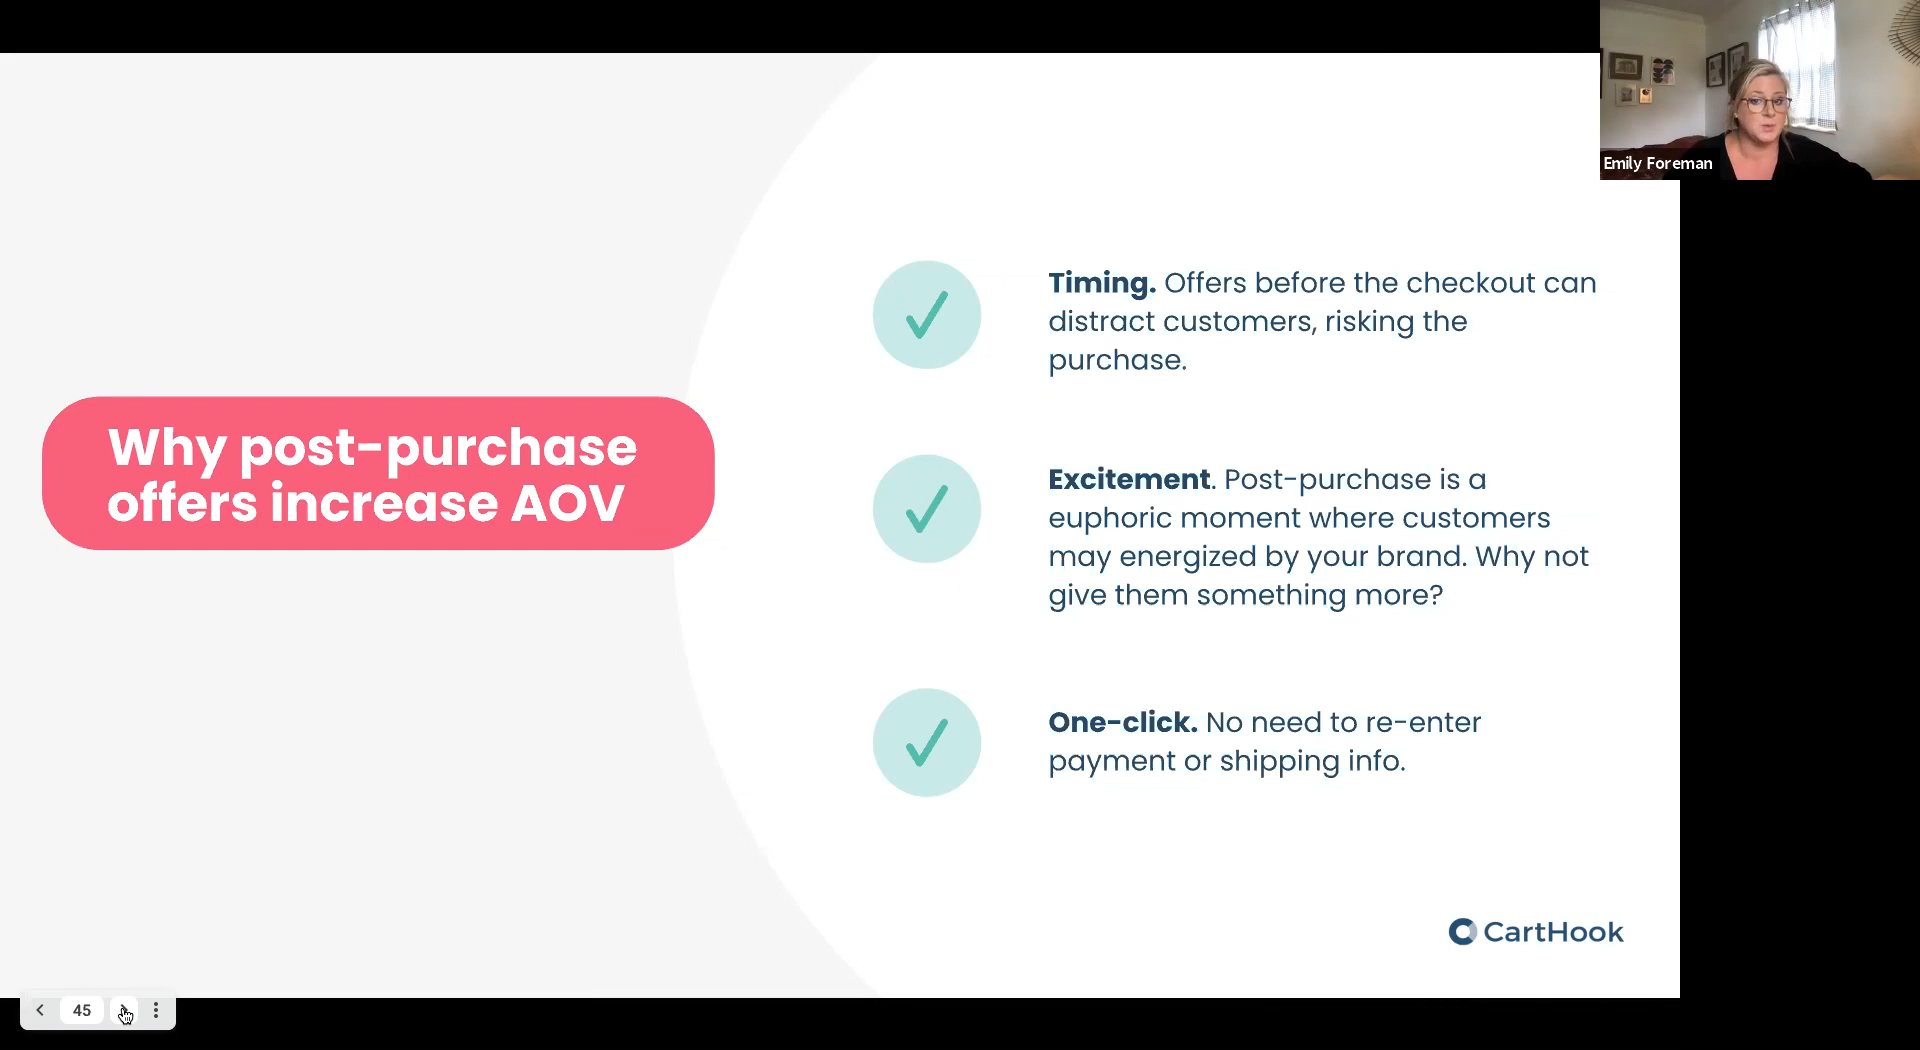 Emily Foreman
Why post-purchase
offers increase AOV
Timing. Offers before the checkout can
distract customers, risking the
purchase.
Excitement. Post-purchase is a
euphoric moment where customers
may energized by your brand. Why not
give them something more?
One-click. No need to re-enter
payment or shipping info.
CartHook
45